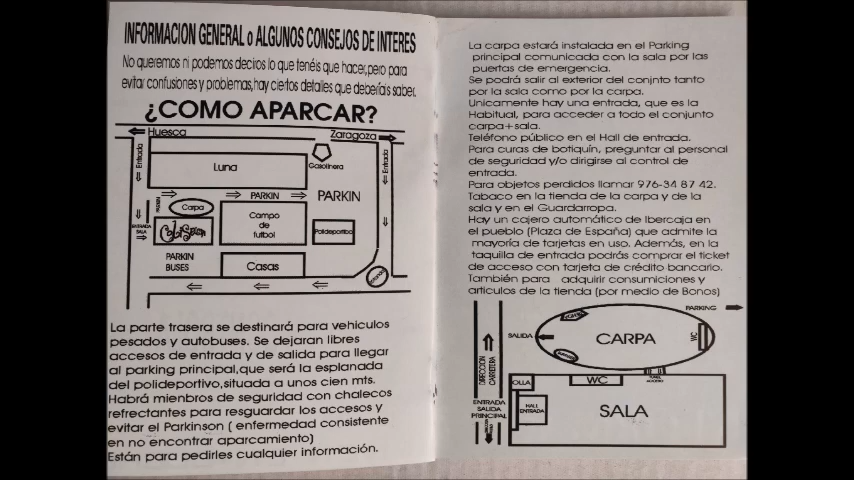 INFORMACION GENERAL o ALGUNOS CONSEJOS DE INTERES
No queremos ni podemos deciros lo que tenéis que hacer,pero para
evitar confusiones y problemas,hay ciertos detalles que deberíais saber.
¿COMO APARCAR?
Huesca
Zaragoza
Entrada
Luna
Gasolinera
Entrada
PARKIN
PARKIN
PARKIN
Carpa
ENTRADA
SALA
Coliseum
Campo
de
futbol
Polideportivo
PARKIN
BUSES
Casas
La parte trasera se destinará para vehiculos
pesados y autobuses. Se dejaran libres
accesos de entrada y de salida para llegar
al parking principal,que será la esplanada
del polideportivo,situada a unos cien mts.
Habrá mienbros de seguridad con chalecos
refrectantes para resguardar los accesos y
evitar el Parkinson ( enfermedad consistente
en no encontrar aparcamiento)
Están para pedirles cualquier información.
La carpa estará instalada en el Parking
principal comunicada con la sala por las
puertas de emergencia.
Se podrá salir al exterior del conjnto tanto
por la sala como por la carpa.
Unicamente hay una entrada, que es la
Habitual, para acceder a todo el conjunto
carpa+sala.
Teléfono público en el Hall de entrada.
Para curas de botiquín, preguntar al personal
de seguridad y/o dirigirse al control de
entrada.
Para objetos perdidos llamar 976-34 87 42.
Tabaco en la tienda de la carpa y de la
sala y en el Guardarropa.
Hay un cajero automático de Ibercaja en
el pueblo (Plaza de España) que admite la
mayoría de tarjetas en uso. Además, en la
taquilla de entrada podrás comprar el ticket
de acceso con tarjeta de crédito bancario.
También para adquirir consumiciones y
artículos de la tienda (por medio de Bonos)
PARKING
SALIDA
CARPA
WC
DIRECCION
CARRETERA
OLLA
WC
ENTRADA
SALIDA
PRINCIPAL
HALL
ENTRADA
SALA